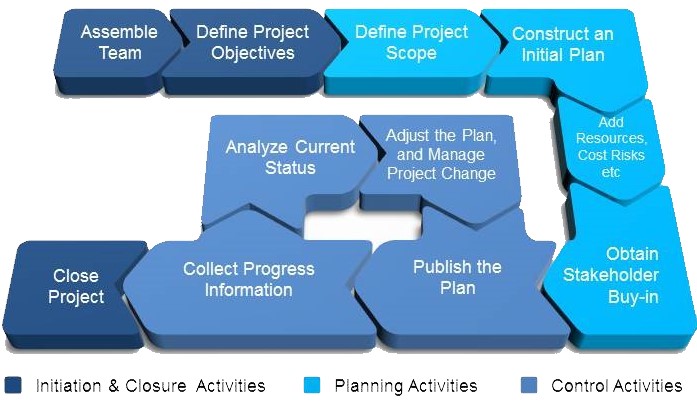 Assemble
Team
Define Project
Objectives
Define Project
Scope
Construct an
Initial Plan
Add
Resources,
Cost Risks
etc
Obtain
Stakeholder
Buy-in
Publish the
Plan
Collect Progress
Information
Analyze Current
Status
Adjust the Plan,
and Manage
Project Change
Close
Project
Initiation & Closure Activities
Planning Activities
Control Activities